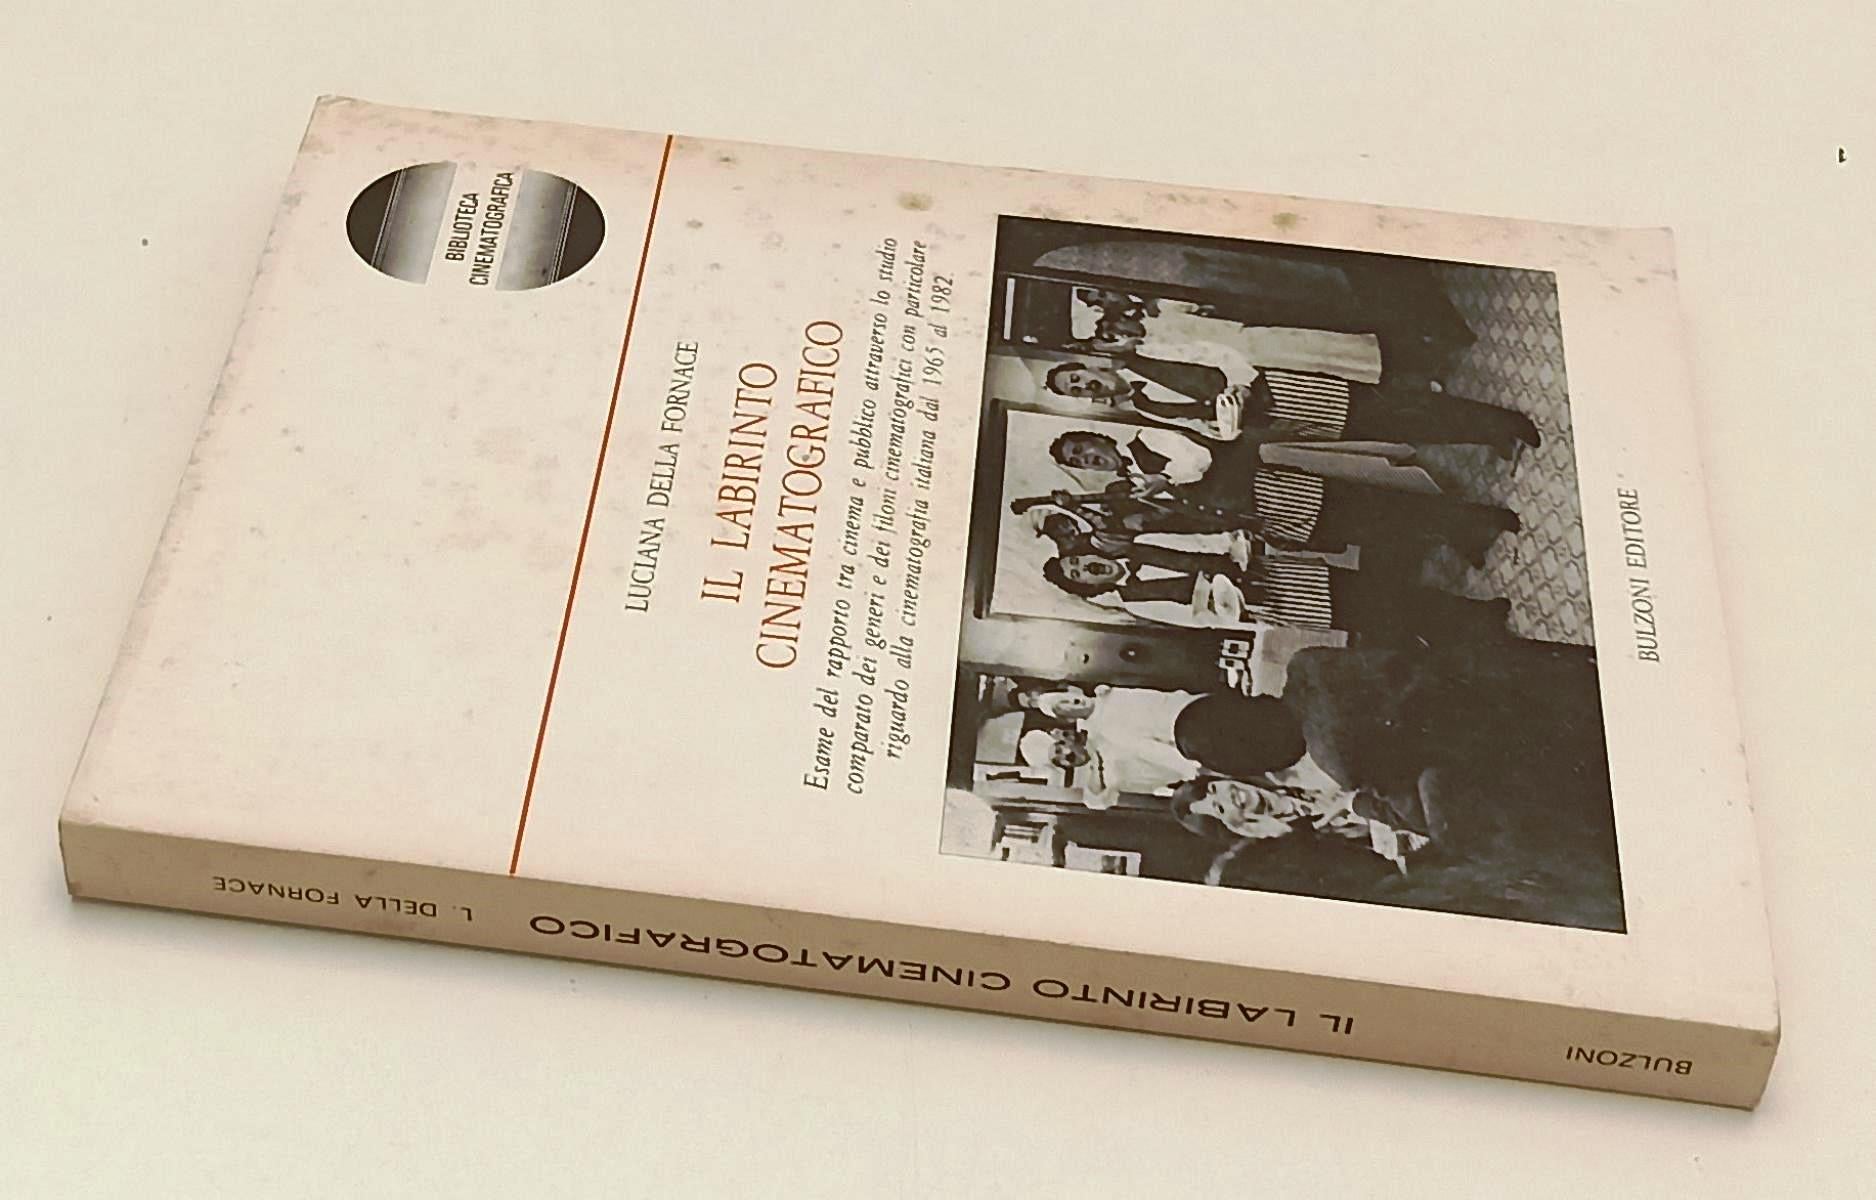 BIBLIOTECA
CINEMATOGRAFICA
LUCIANA DELLA FORNACE
IL LABIRINTO
CINEMATOGRAFICO
Esame del rapporto tra cinema e pubblico attraverso lo studio
comparato dei generi e dei filoni cinematografici con particolare
riguardo alla cinematografia italiana dal 1965 al 1982.
BULZONI EDITORE
L. DELLA FORNACE
IL LABIRINTO CINEMATOGRAFICO
BULZONI